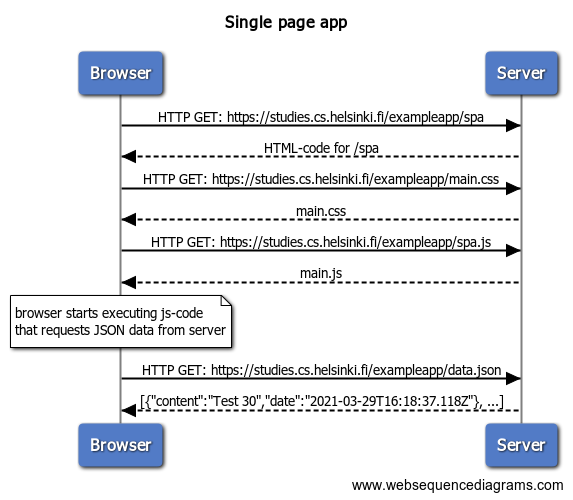 Single page app
Browser
Server
HTTP GET: https://studies.cs.helsinki.fi/exampleapp/spa
HTML-code for /spa
HTTP GET: https://studies.cs.helsinki.fi/exampleapp/main.css
main.css
HTTP GET: https://studies.cs.helsinki.fi/exampleapp/spa.js
main.js
browser starts executing js-code
that requests JSON data from server
HTTP GET: https://studies.cs.helsinki.fi/exampleapp/data.json
[{"content":"Test 30","date":"2021-03-29T16:18:37.118Z"}, ...]
Browser
Server
www.websequencediagrams.com